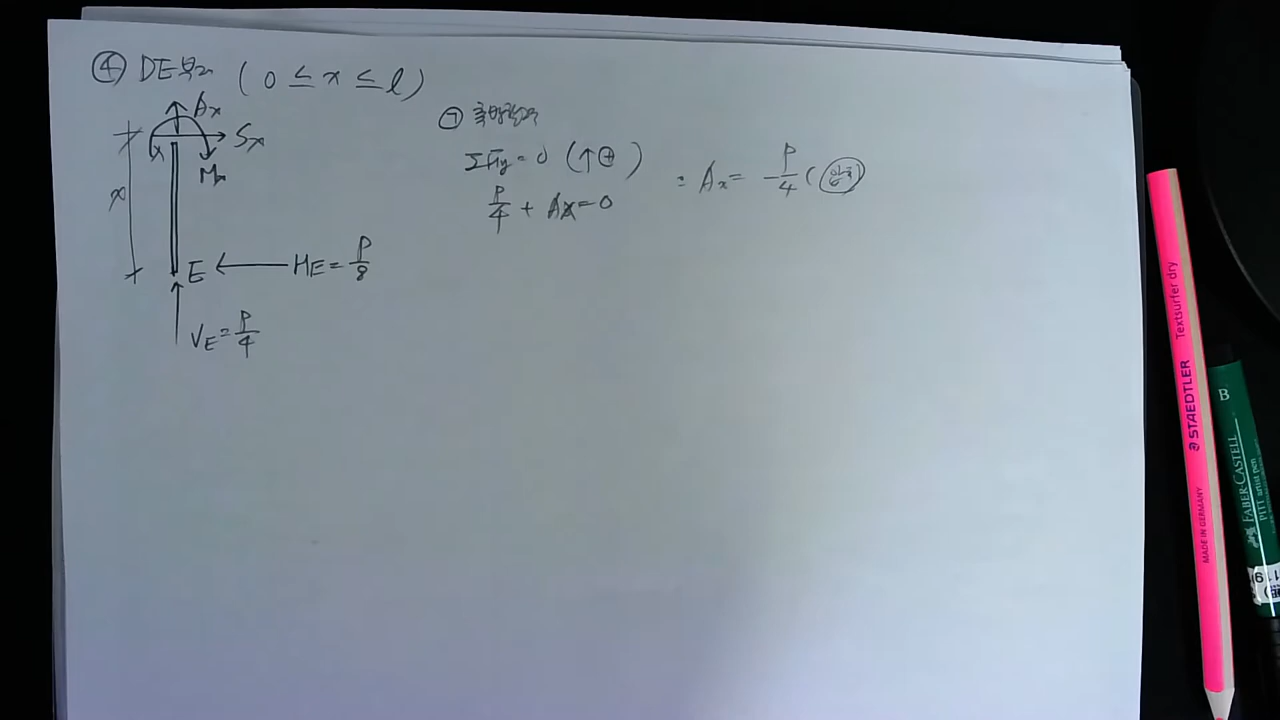 ④ DE부재 (0 ≤ x ≤ l)
Ax
Sx
Mx
x
E ← HE = P/8
VE = P/4
㉠ 축방향력
ΣFy = 0 (↑⊕)
P/4 + Ax = 0
∴ Ax = -P/4 (압축)
STAEDTLER Textsurfer dry
MADE IN GERMANY
B
FABER-CASTELL
PITT artist pen